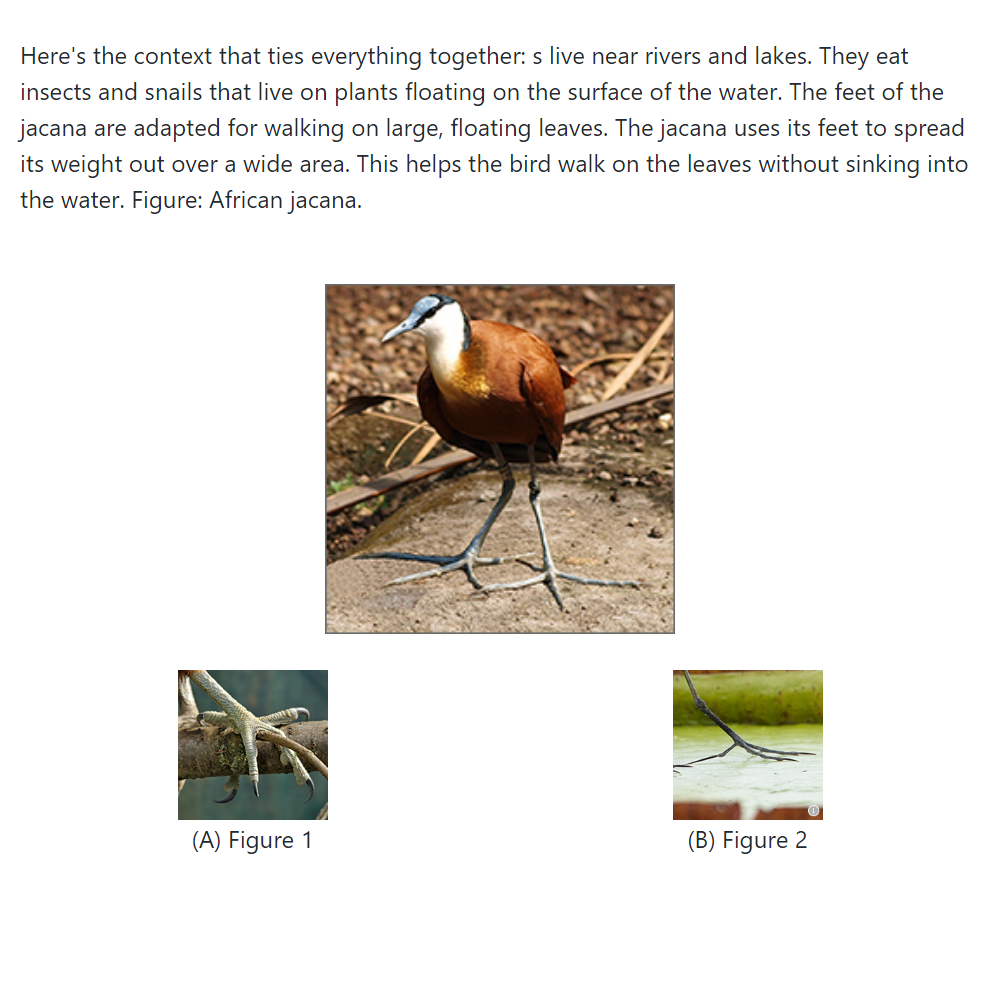 Here's the context that ties everything together: s live near rivers and lakes. They eat
insects and snails that live on plants floating on the surface of the water. The feet of the
jacana are adapted for walking on large, floating leaves. The jacana uses its feet to spread
its weight out over a wide area. This helps the bird walk on the leaves without sinking into
the water. Figure: African jacana.
(A) Figure 1
(B) Figure 2